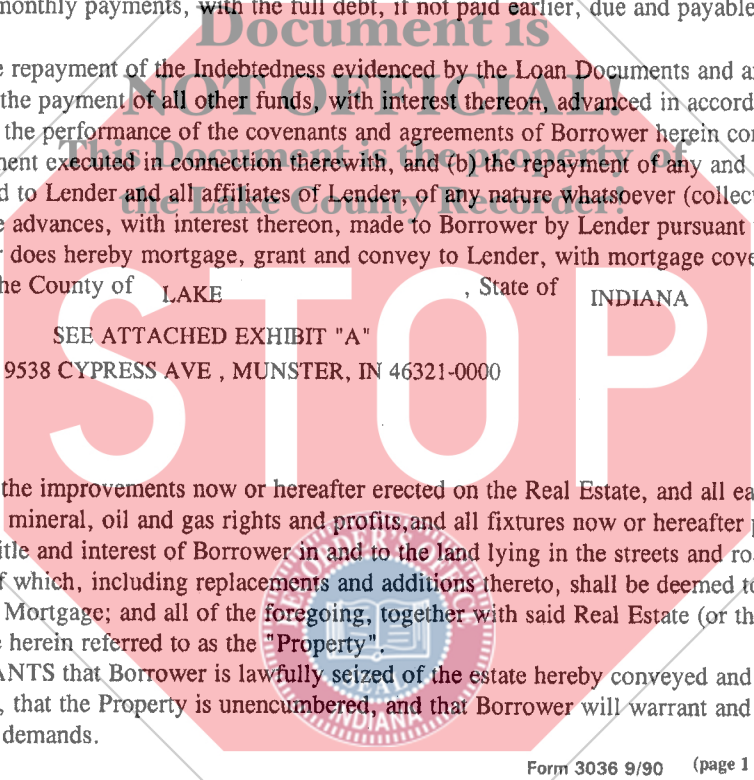 monthly payments, with the full debt, if not paid earlier, due and payable
Document is
repayment of the Indebtedness evidenced by the Loan Documents and
NOT OFFICIAL!
the payment of all other funds, with interest thereon, advanced in accord
the performance of the covenants and agreements of Borrower herein con
This Document is the property of
ment executed in connection therewith, and (b) the repayment of any and
d to Lender and all affiliates of Lender, of any nature whatsoever (collec
the Lake County Recorder!
e advances, with interest thereon, made to Borrower by Lender pursuant
r does hereby mortgage, grant and convey to Lender, with mortgage cove
he County of LAKE , State of INDIANA
SEE ATTACHED EXHIBIT "A"
9538 CYPRESS AVE , MUNSTER, IN 46321-0000
STOP
the improvements now or hereafter erected on the Real Estate, and all ea
mineral, oil and gas rights and profits,and all fixtures now or hereafter
itle and interest of Borrower in and to the land lying in the streets and ro
f which, including replacements and additions thereto, shall be deemed to
Mortgage; and all of the foregoing, together with said Real Estate (or th
e herein referred to as the "Property".
ANTS that Borrower is lawfully seized of the estate hereby conveyed and
SEAL
, that the Property is unencumbered, and that Borrower will warrant and
INDIANA
demands.
Form 3036 9/90 (page 1